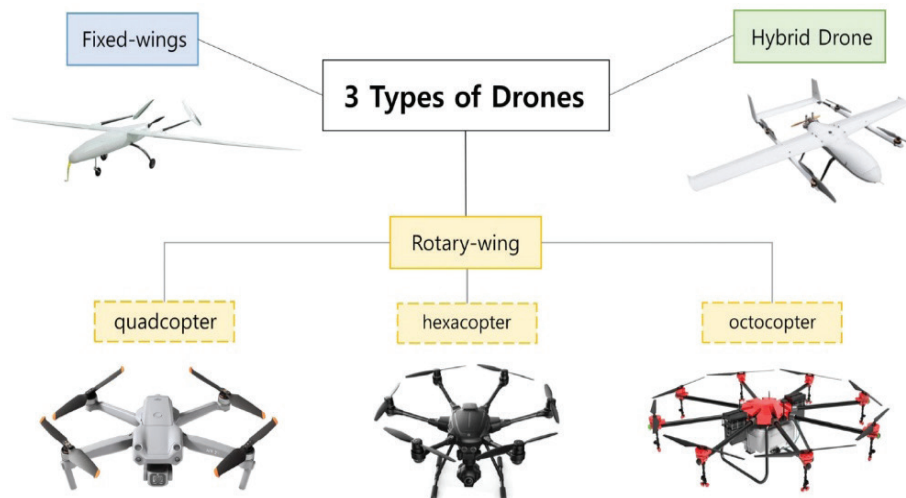 Fixed-wings
Hybrid Drone
3 Types of Drones
Rotary-wing
quadcopter
hexacopter
octocopter